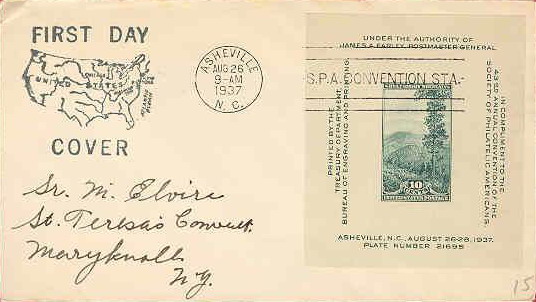 FIRST DAY
UNITED STATES
COVER
ASHEVILLE
AUG 26
9-AM
1937
N. C.
S.P.A. CONVENTION STA.
UNDER THE AUTHORITY OF
JAMES A. FARLEY, POSTMASTER GENERAL
PRINTED BY THE
TREASURY DEPARTMENT,
BUREAU OF ENGRAVING AND PRINTING.
IN COMPLIMENT TO THE
43RD ANNUAL CONVENTION OF THE
SOCIETY OF PHILATELIC AMERICANS.
10
CENTS
ASHEVILLE, N.C., AUGUST 26-28, 1937.
PLATE NUMBER 21695
Sr. M. Elvire
St. Teresa's Convent.
Maryknoll
N.Y.
15